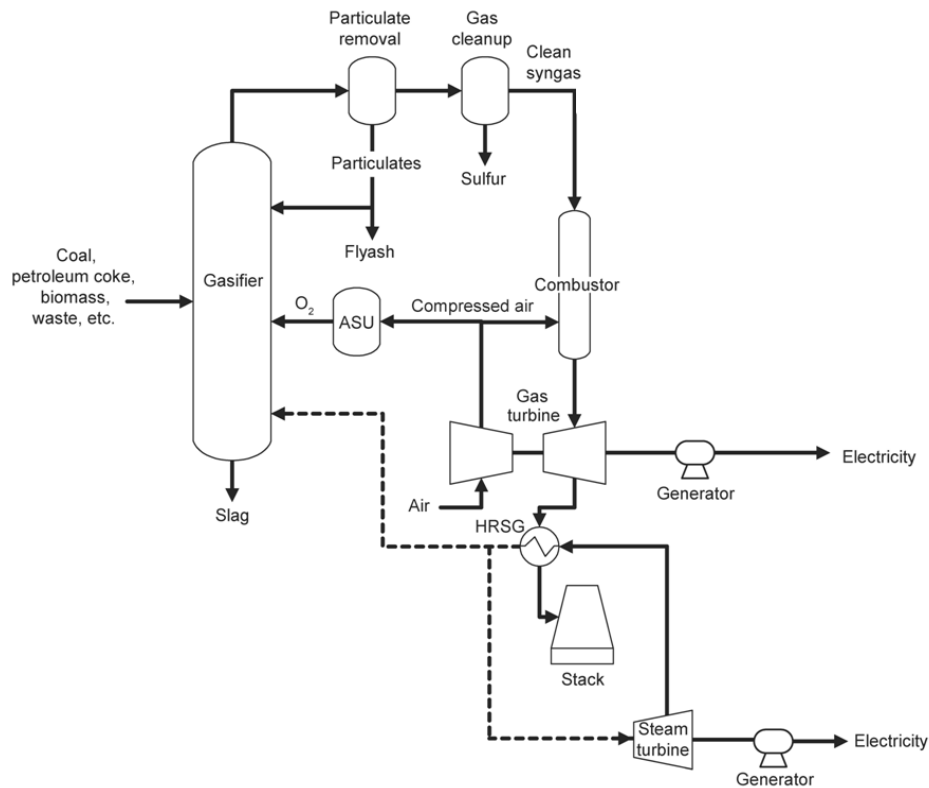 Particulate
removal
Gas
cleanup
Clean
syngas
Particulates
Sulfur
Flyash
Coal,
petroleum coke,
biomass,
waste, etc.
Gasifier
Combustor
O₂
ASU
Compressed air
Gas
turbine
Electricity
Generator
Air
Slag
HRSG
Stack
Steam
turbine
Electricity
Generator